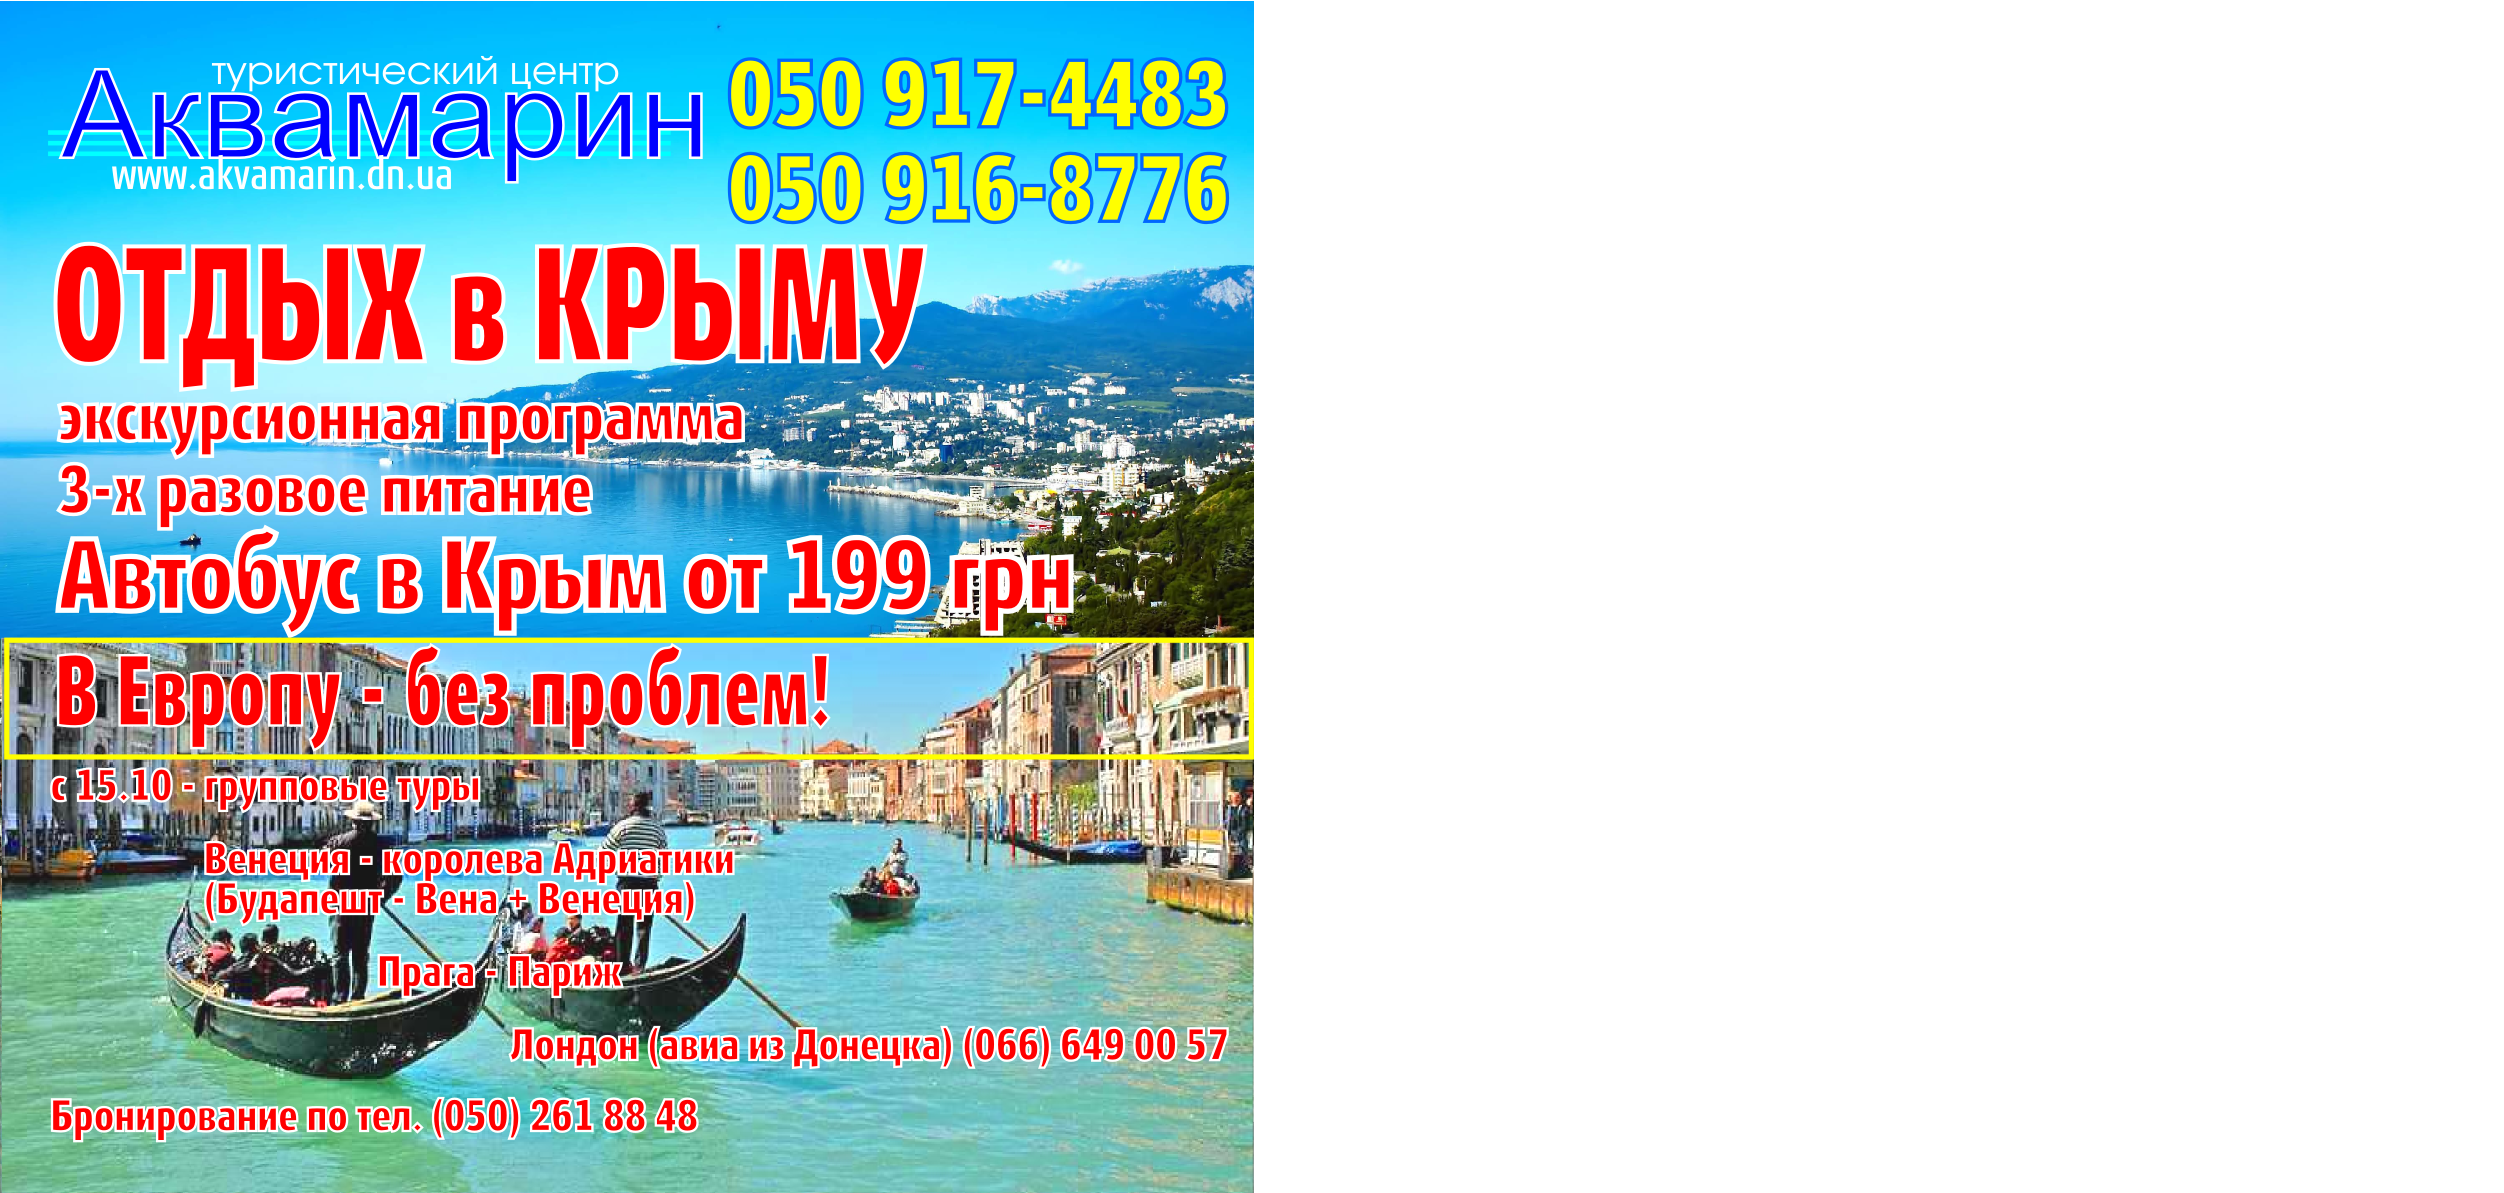 туристический центр
Аквамарин
www.akvamarin.dn.ua
050 917-4483
050 916-8776
ОТДЫХ в КРЫМУ
экскурсионная программа
3-х разовое питание
Автобус в Крым от 199 грн
В Европу - без проблем!
с 15.10 - групповые туры
Венеция - королева Адриатики
(Будапешт - Вена + Венеция)
Прага - Париж
Лондон (авиа из Донецка) (066) 649 00 57
Бронирование по тел. (050) 261 88 48